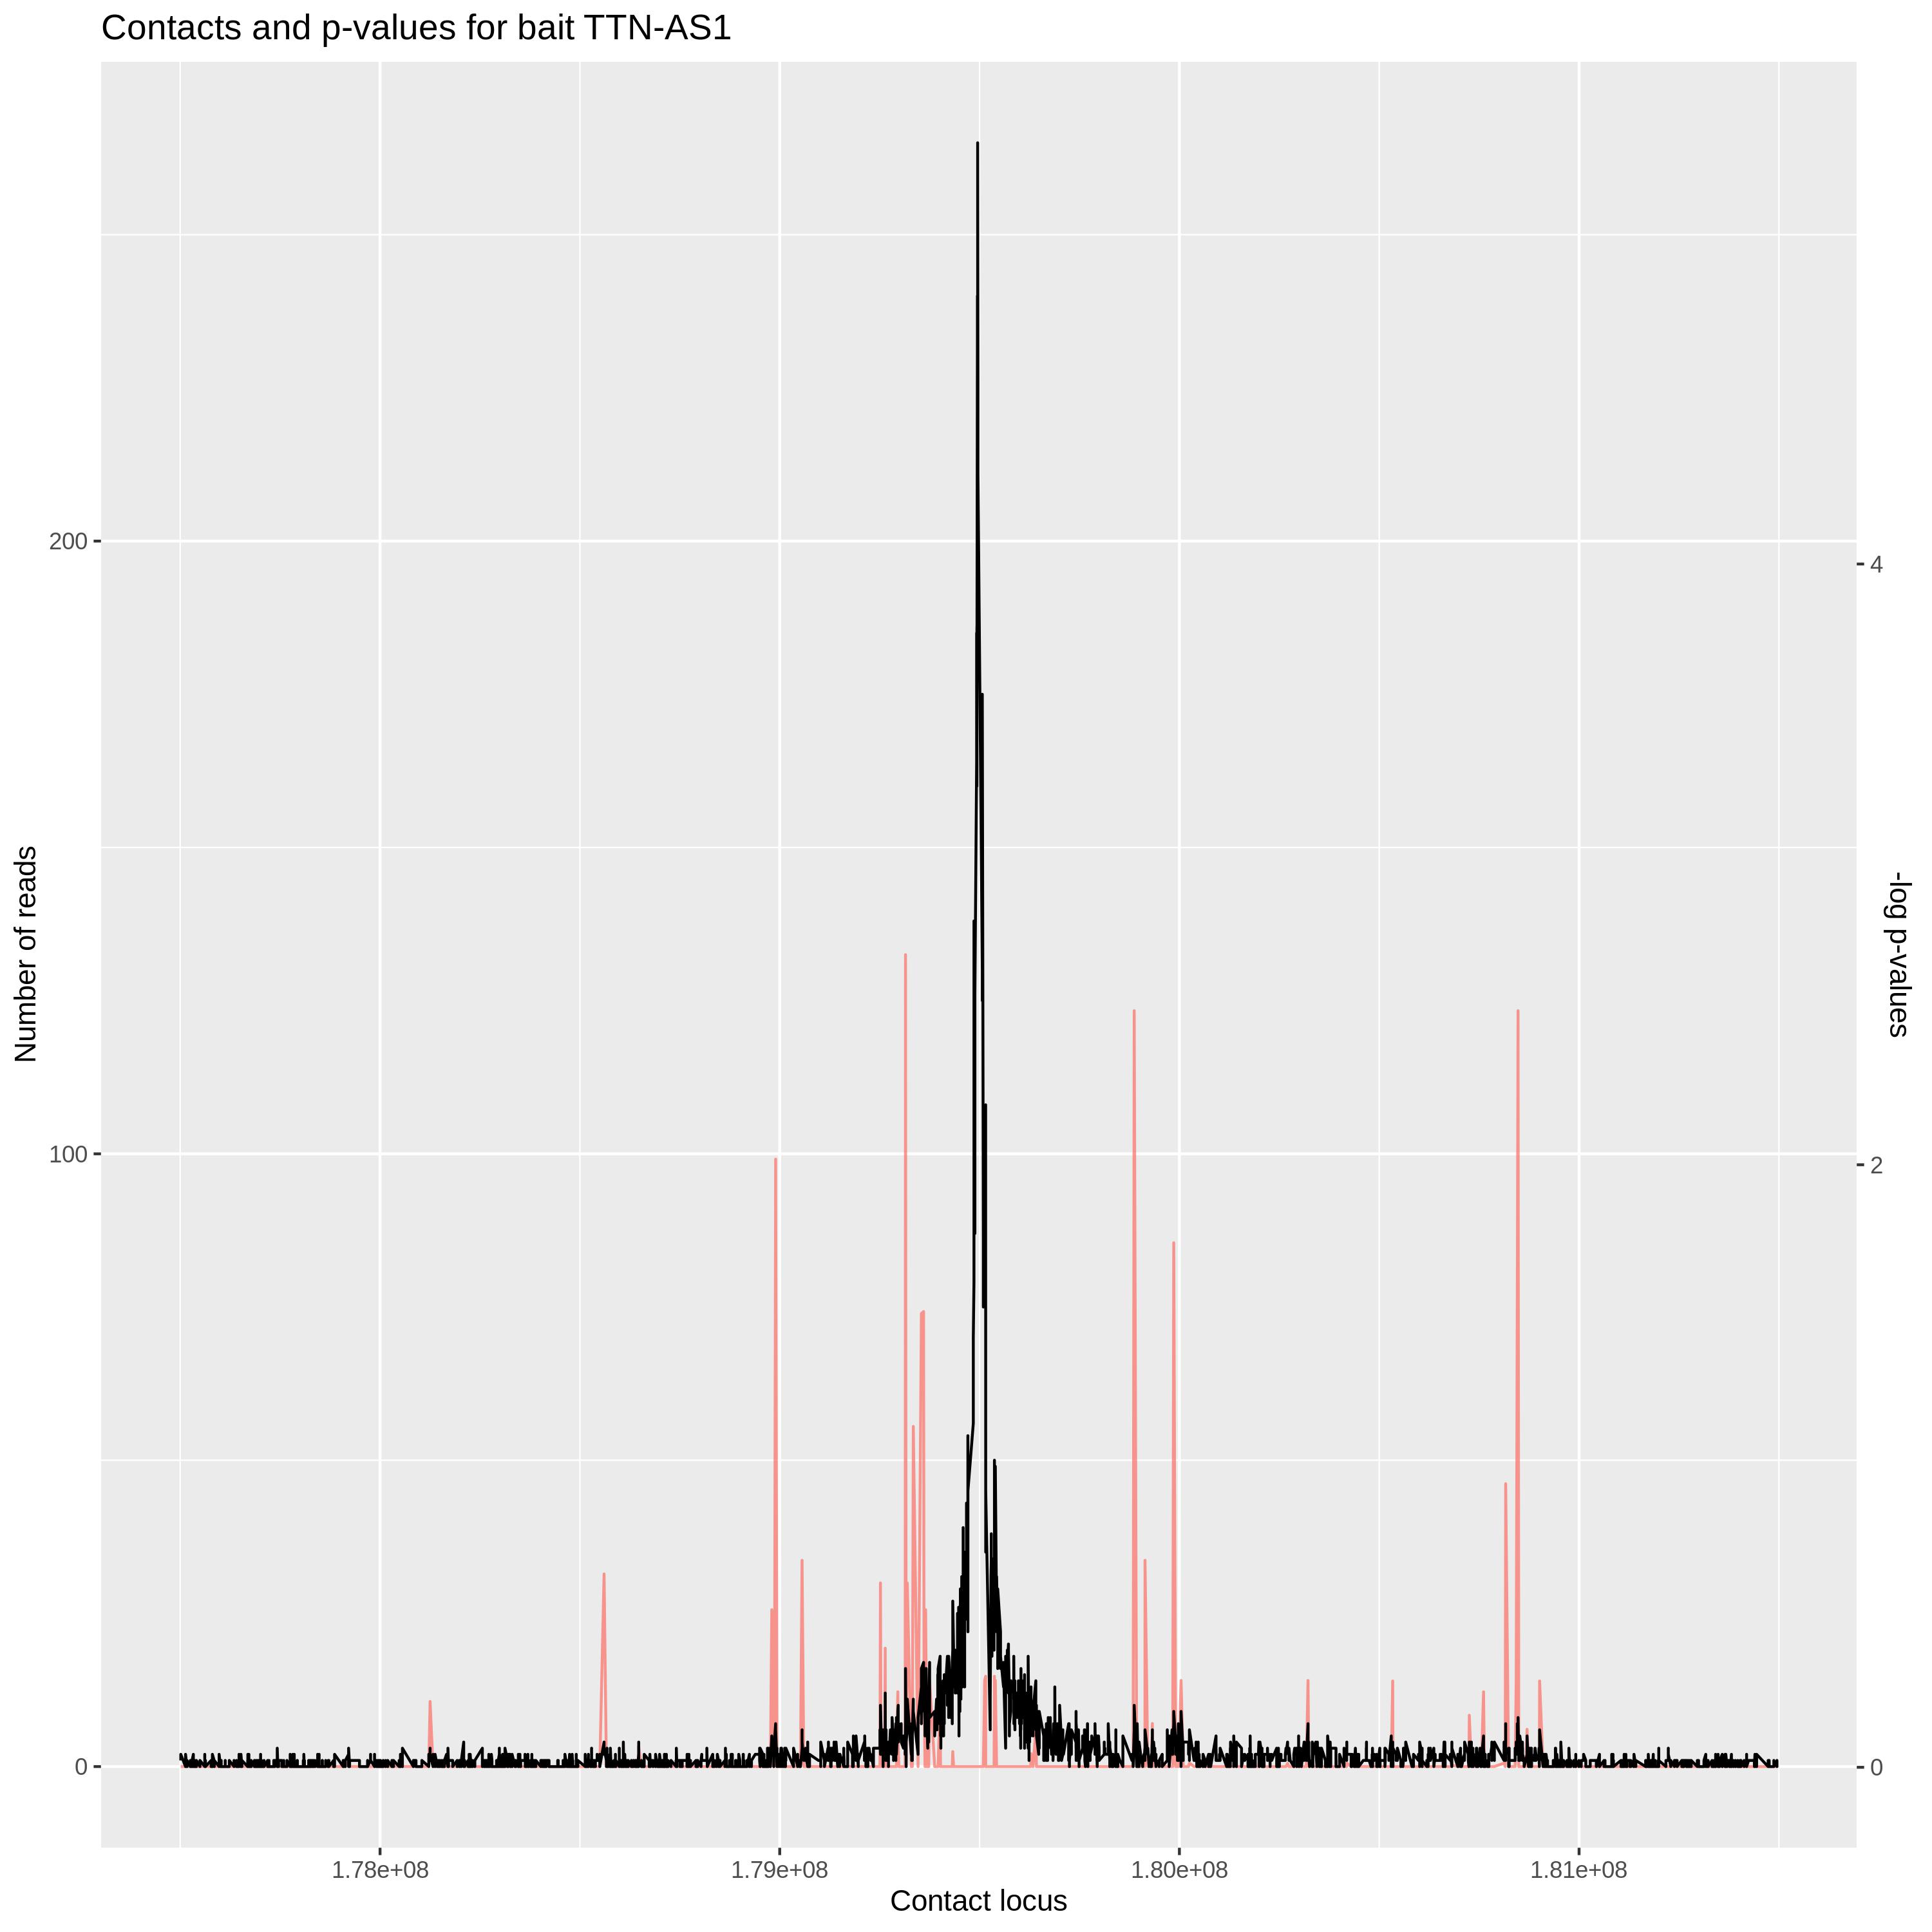 Contacts and p-values for bait TTN-AS1
200
100
0
Number of reads
4
2
0
-log p-values
1.78e+08
1.79e+08
1.80e+08
1.81e+08
Contact locus